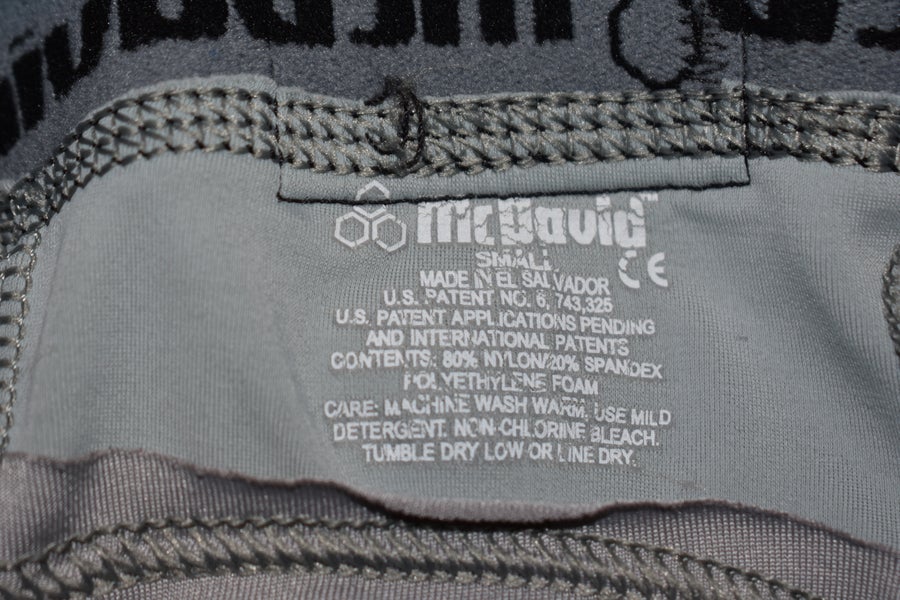 McDavid™
SMALL
MADE IN EL SALVADOR
CE
U.S. PATENT NO. 6,743,325
U.S. PATENT APPLICATIONS PENDING
AND INTERNATIONAL PATENTS
CONTENTS: 80% NYLON/20% SPANDEX
POLYETHYLENE FOAM
CARE: MACHINE WASH WARM, USE MILD
DETERGENT. NON-CHLORINE BLEACH.
TUMBLE DRY LOW OR LINE DRY.